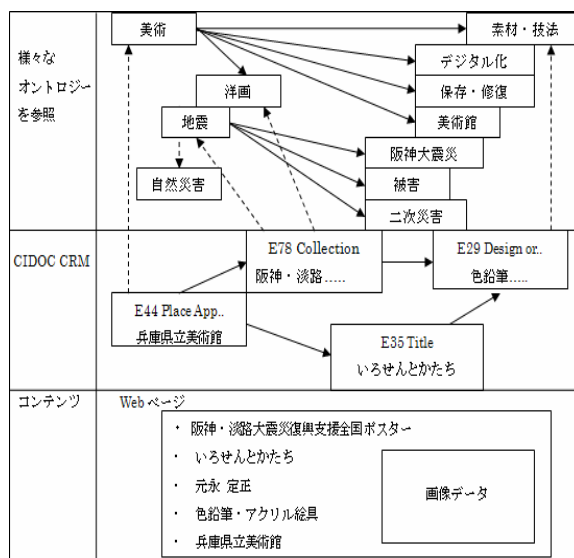 様々な
オントロジー
を参照
美術
素材・技法
デジタル化
洋画
保存・修復
地震
美術館
阪神大震災
自然災害
被害
二次災害
CIDOC CRM
E78 Collection
阪神・淡路.....
E29 Design or..
色鉛筆.....
E44 Place App..
兵庫県立美術館
E35 Title
いろせんとかたち
コンテンツ
Webページ
・ 阪神・淡路大震災復興支援全国ポスター
・ いろせんとかたち
・ 元永 定正
・ 色鉛筆・アクリル絵具
・ 兵庫県立美術館
画像データ